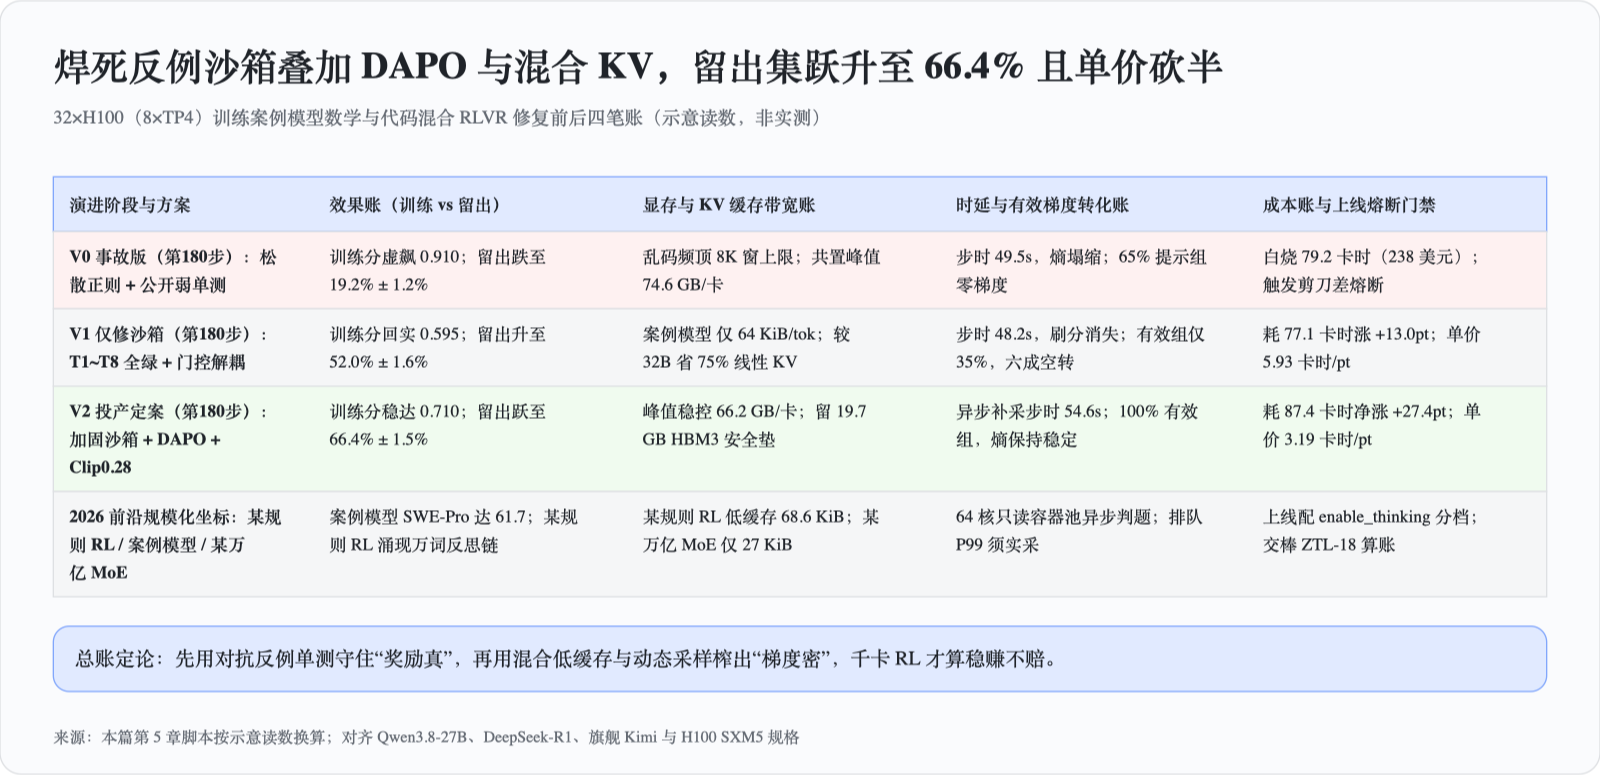 焊死反例沙箱叠加 DAPO 与混合 KV，留出集跃升至 66.4% 且单价砍半
32×H100（8×TP4）训练案例模型数学与代码混合 RLVR 修复前后四笔账（示意读数，非实测）
演进阶段与方案
效果账（训练 vs 留出）
显存与 KV 缓存带宽账
时延与有效梯度转化账
成本账与上线熔断门禁
V0 事故版（第180步）：松
散正则 + 公开弱单测
训练分虚飙 0.910；留出跌至
19.2% ± 1.2%
乱码频顶 8K 窗上限；共置峰值
74.6 GB/卡
步时 49.5s，熵塌缩；65% 提示组
零梯度
白烧 79.2 卡时（238 美元）；
触发剪刀差熔断
V1 仅修沙箱（第180步）：
T1~T8 全绿 + 门控解耦
训练分回实 0.595；留出升至
52.0% ± 1.6%
案例模型 仅 64 KiB/tok；较
32B 省 75% 线性 KV
步时 48.2s，刷分消失；有效组仅
35%，六成空转
耗 77.1 卡时涨 +13.0pt；单价
5.93 卡时/pt
V2 投产定案（第180步）：
加固沙箱 + DAPO +
Clip0.28
训练分稳达 0.710；留出跃至
66.4% ± 1.5%
峰值稳控 66.2 GB/卡；留 19.7
GB HBM3 安全垫
异步补采步时 54.6s；100% 有效
组，熵保持稳定
耗 87.4 卡时净涨 +27.4pt；单
价 3.19 卡时/pt
2026 前沿规模化坐标：某规
则 RL / 案例模型 / 某万
亿 MoE
案例模型 SWE-Pro 达 61.7；某规
则 RL 涌现万词反思链
某规则 RL 低缓存 68.6 KiB；某
万亿 MoE 仅 27 KiB
64 核只读容器池异步判题；排队
P99 须实采
上线配 enable_thinking 分档；
交棒 ZTL-18 算账
总账定论：先用对抗反例单测守住“奖励真”，再用混合低缓存与动态采样榨出“梯度密”，千卡 RL 才算稳赚不赔。
来源：本篇第 5 章脚本按示意读数换算；对齐 Qwen3.8-27B、DeepSeek-R1、旗舰 Kimi 与 H100 SXM5 规格